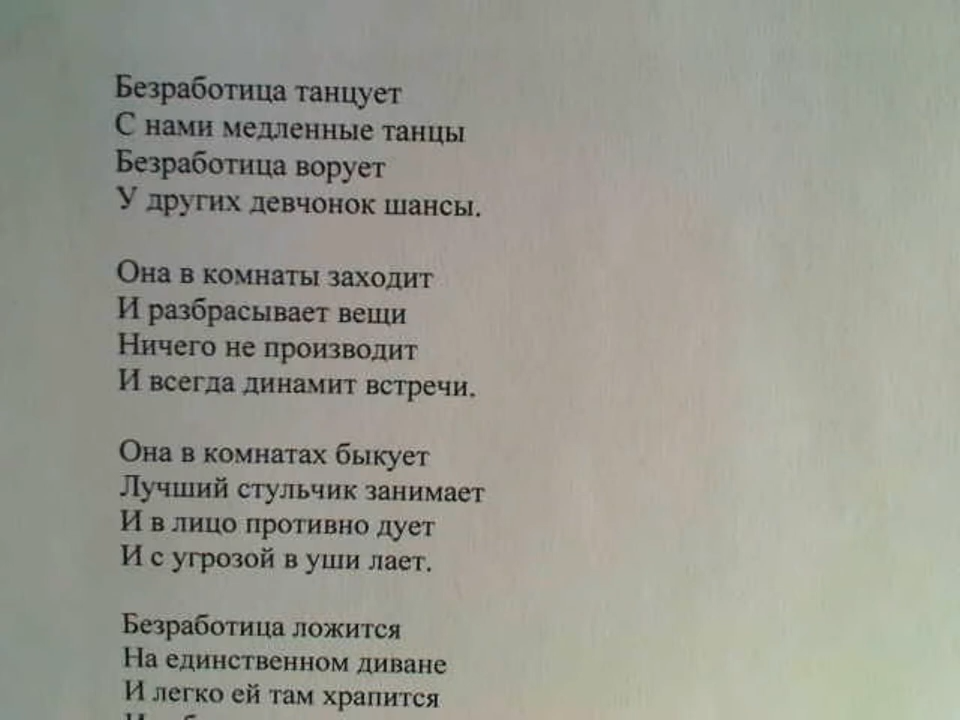 Безработица танцует
С нами медленные танцы
Безработица ворует
У других девчонок шансы.

Она в комнаты заходит
И разбрасывает вещи
Ничего не производит
И всегда динамит встречи.

Она в комнатах быкует
Лучший стульчик занимает
И в лицо противно дует
И с угрозой в уши лает.

Безработица ложится
На единственном диване
И легко ей там храпится